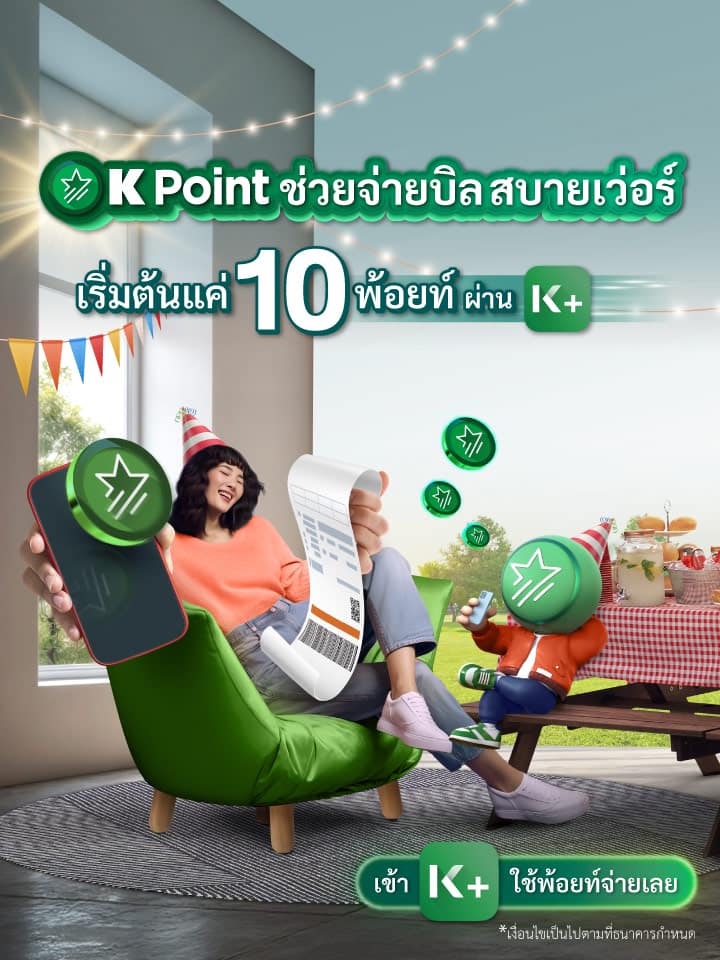 K Point ช่วยจ่ายบิล สบายเว่อร์
เริ่มต้นแค่ 10 พ้อยท์ ผ่าน K+
เข้า K+ ใช้พ้อยท์จ่ายเลย
*เงื่อนไขเป็นไปตามที่ธนาคารกำหนด